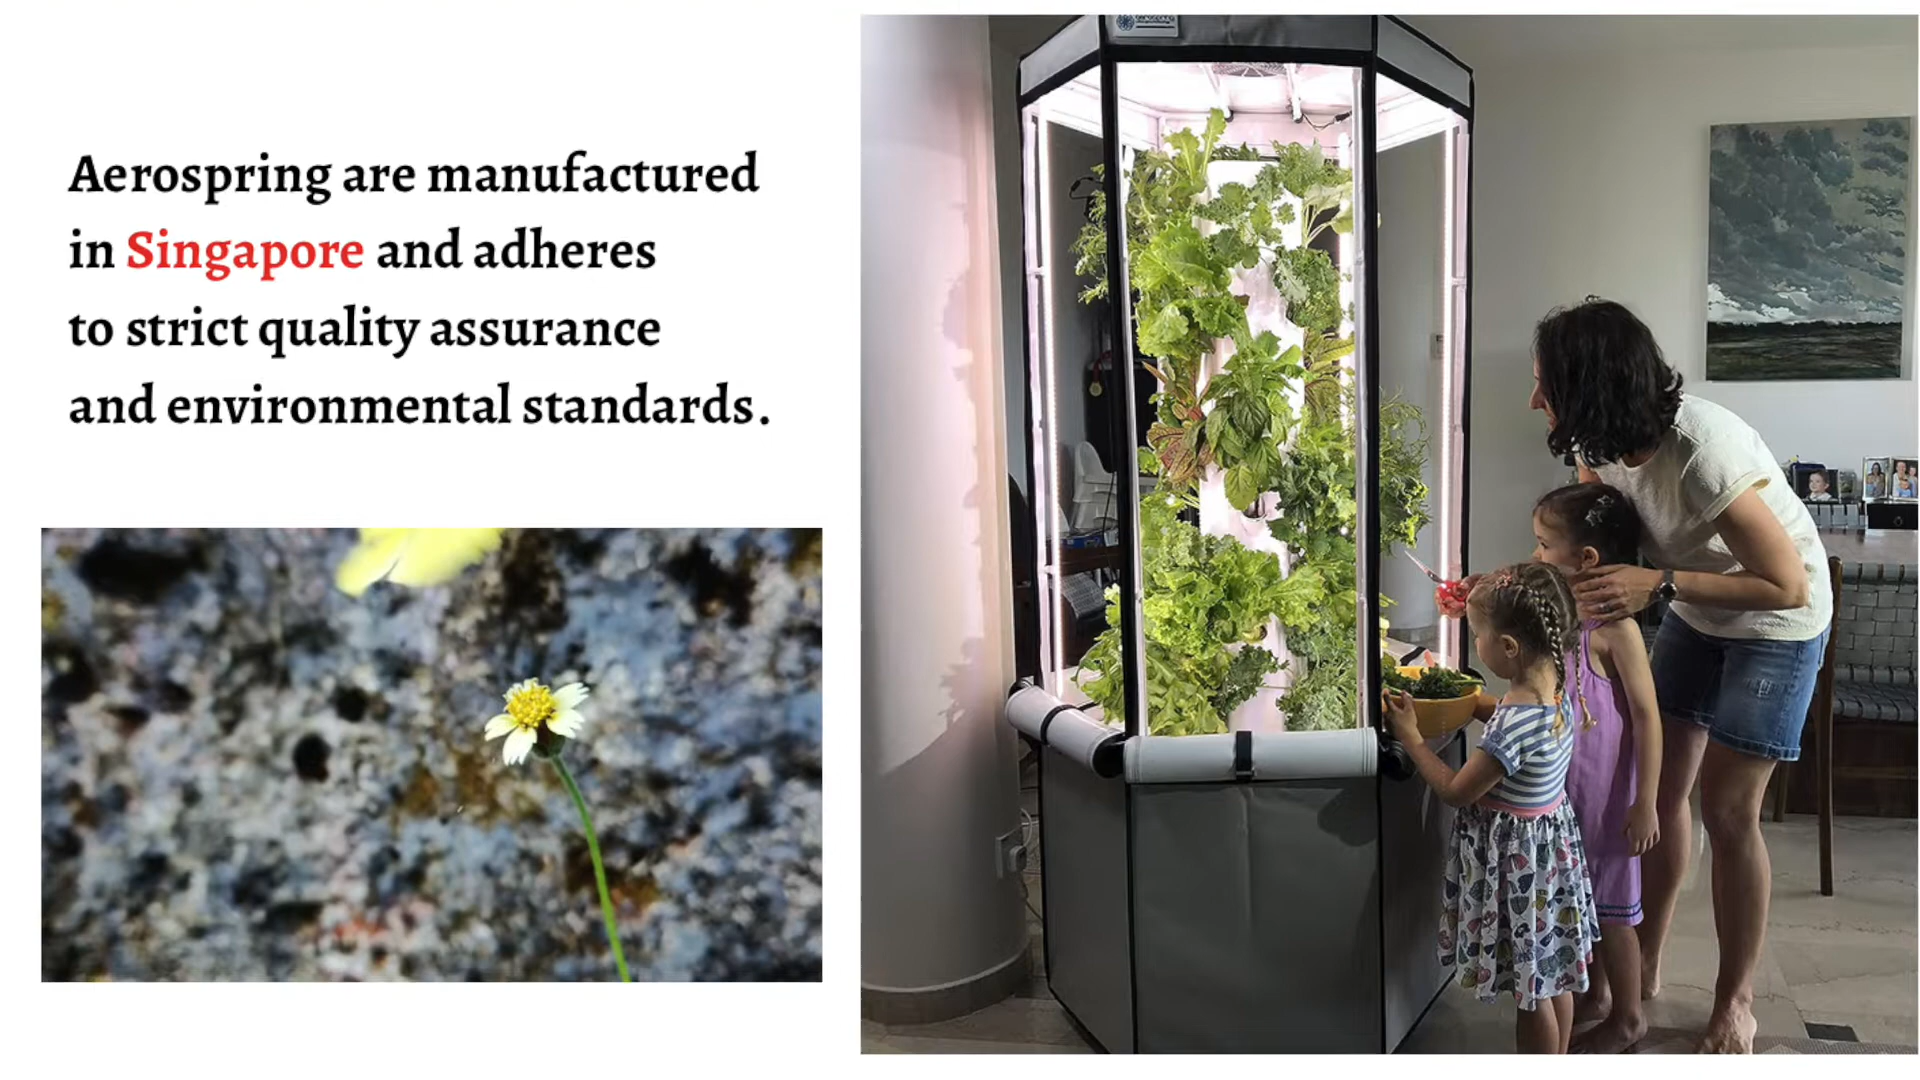 Aerospring are manufactured
in Singapore and adheres
to strict quality assurance
and environmental standards.